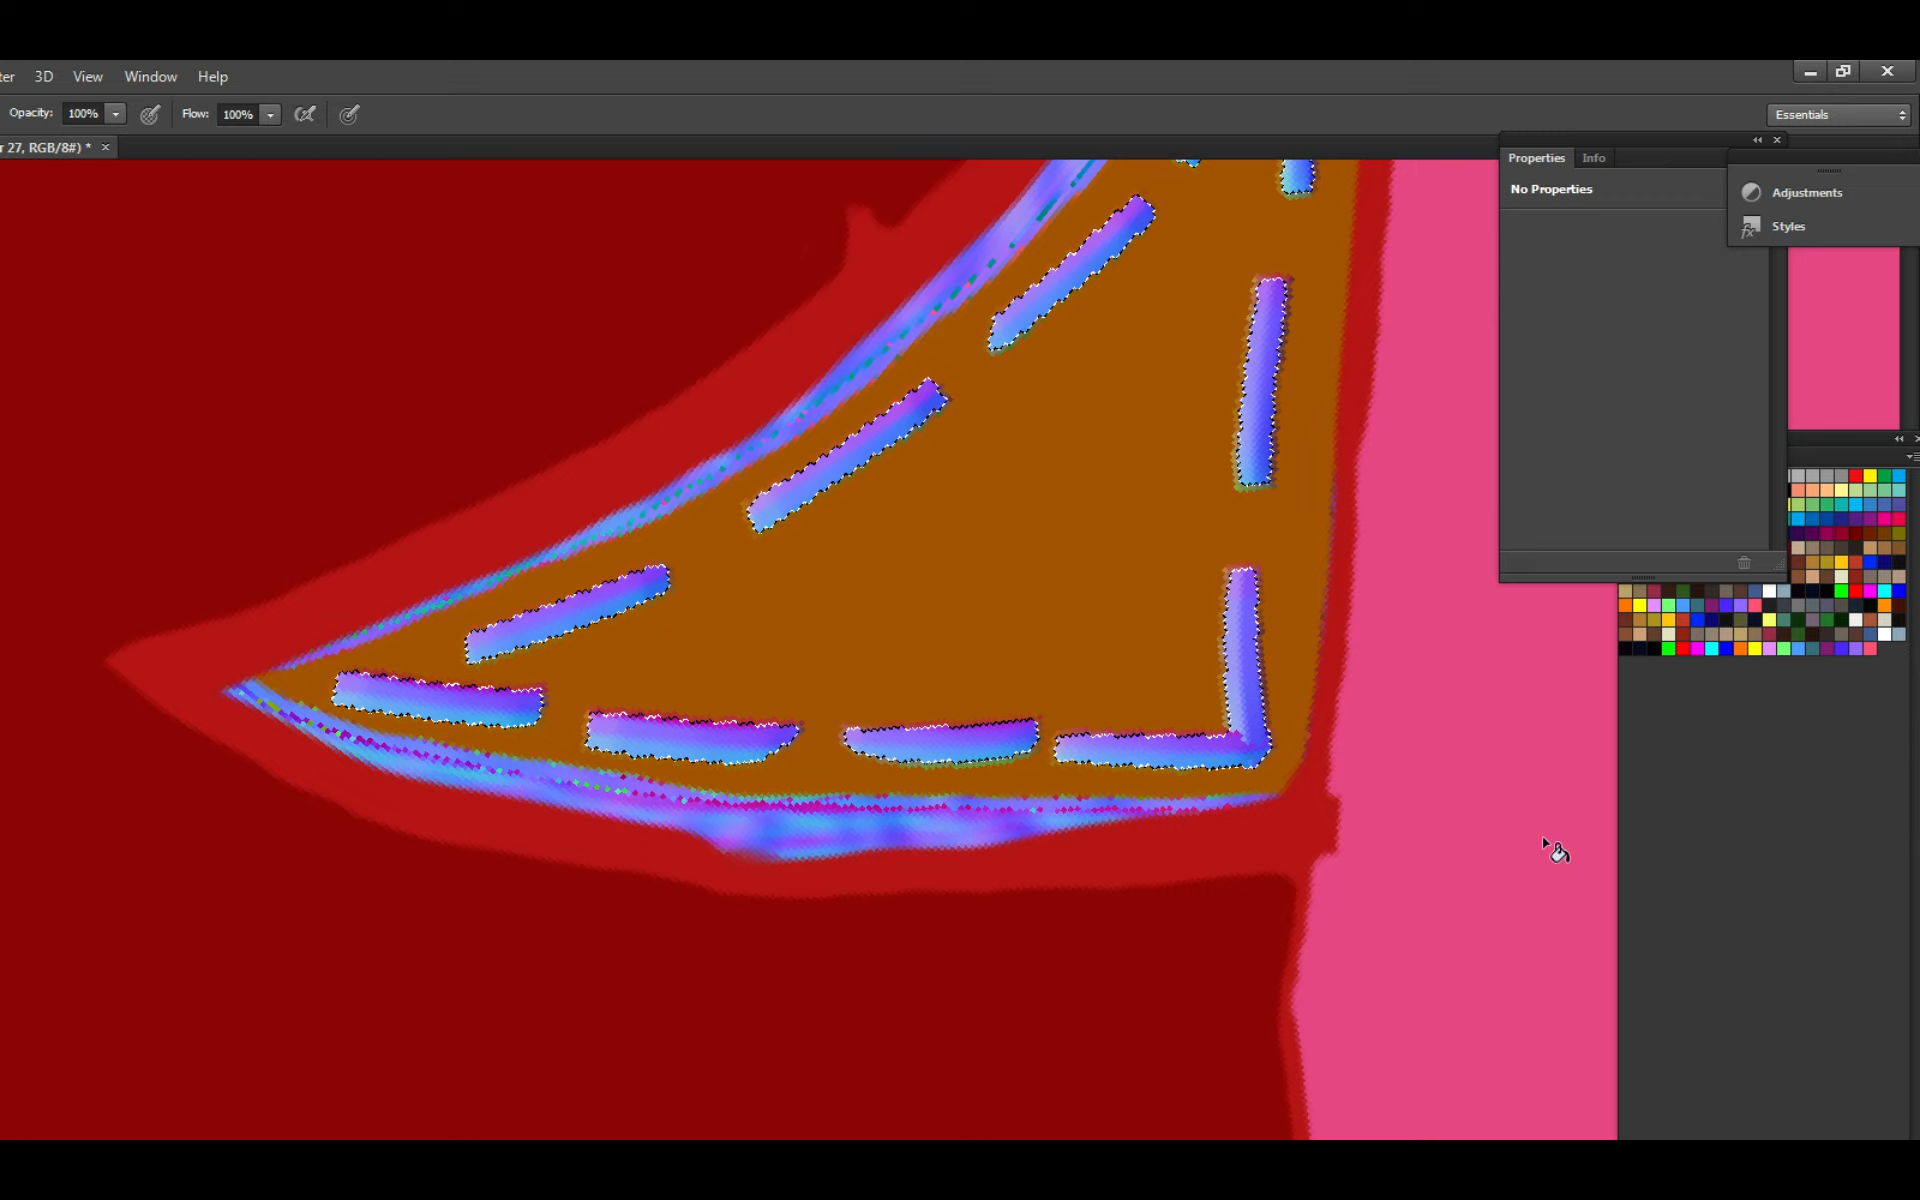 ter 3D View Window Help
Opacity: 100% Flow: 100% Essentials
r 27, RGB/8#) * ×
Properties Info
No Properties
Adjustments
Styles